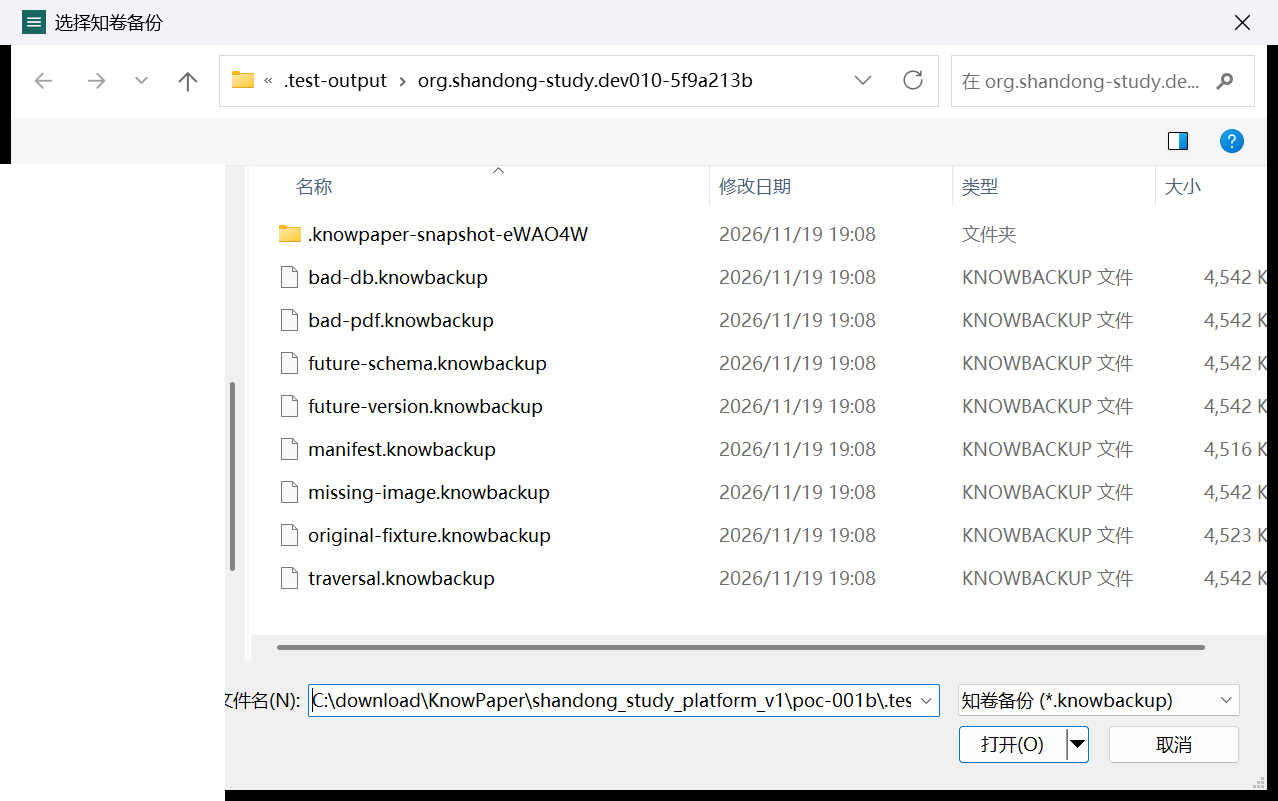 选择知卷备份
« .test-output › org.shandong-study.dev010-5f9a213b
在 org.shandong-study.de...
名称 修改日期 类型 大小
.knowpaper-snapshot-eWAO4W 2026/11/19 19:08 文件夹
bad-db.knowbackup 2026/11/19 19:08 KNOWBACKUP 文件 4,542 K
bad-pdf.knowbackup 2026/11/19 19:08 KNOWBACKUP 文件 4,542 K
future-schema.knowbackup 2026/11/19 19:08 KNOWBACKUP 文件 4,542 K
future-version.knowbackup 2026/11/19 19:08 KNOWBACKUP 文件 4,542 K
manifest.knowbackup 2026/11/19 19:08 KNOWBACKUP 文件 4,516 K
missing-image.knowbackup 2026/11/19 19:08 KNOWBACKUP 文件 4,542 K
original-fixture.knowbackup 2026/11/19 19:08 KNOWBACKUP 文件 4,523 K
traversal.knowbackup 2026/11/19 19:08 KNOWBACKUP 文件 4,542 K
文件名(N): C:\download\KnowPaper\shandong_study_platform_v1\poc-001b\.tes 知卷备份 (*.knowbackup)
打开(O) 取消